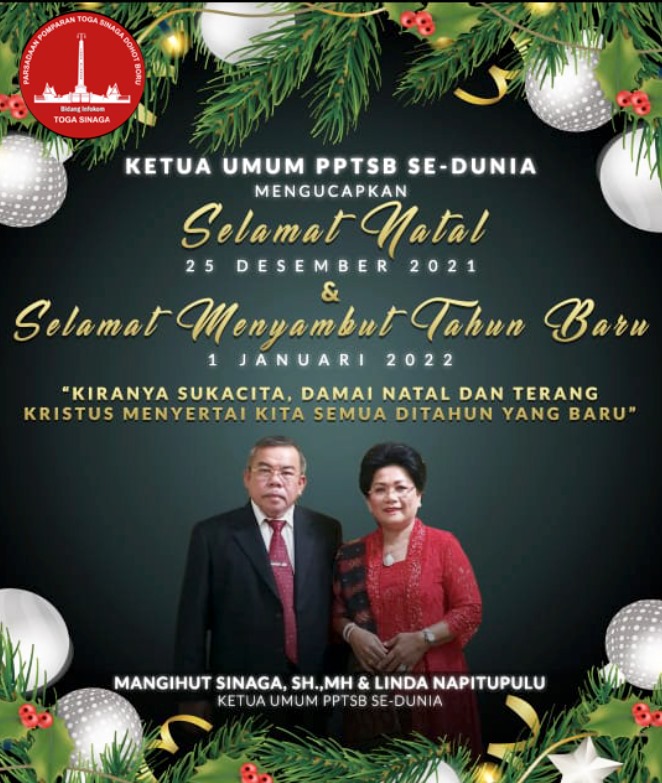 PARSADAAN POMPARAN TOGA SINAGA DOHOT BORU
Bidang Infokom
TOGA SINAGA
KETUA UMUM PPTSB SE-DUNIA
MENGUCAPKAN
Selamat Natal
25 DESEMBER 2021
&
Selamat Menyambut Tahun Baru
1 JANUARI 2022
“KIRANYA SUKACITA, DAMAI NATAL DAN TERANG
KRISTUS MENYERTAI KITA SEMUA DITAHUN YANG BARU”
MANGIHUT SINAGA, SH.,MH & LINDA NAPITUPULU
KETUA UMUM PPTSB SE-DUNIA